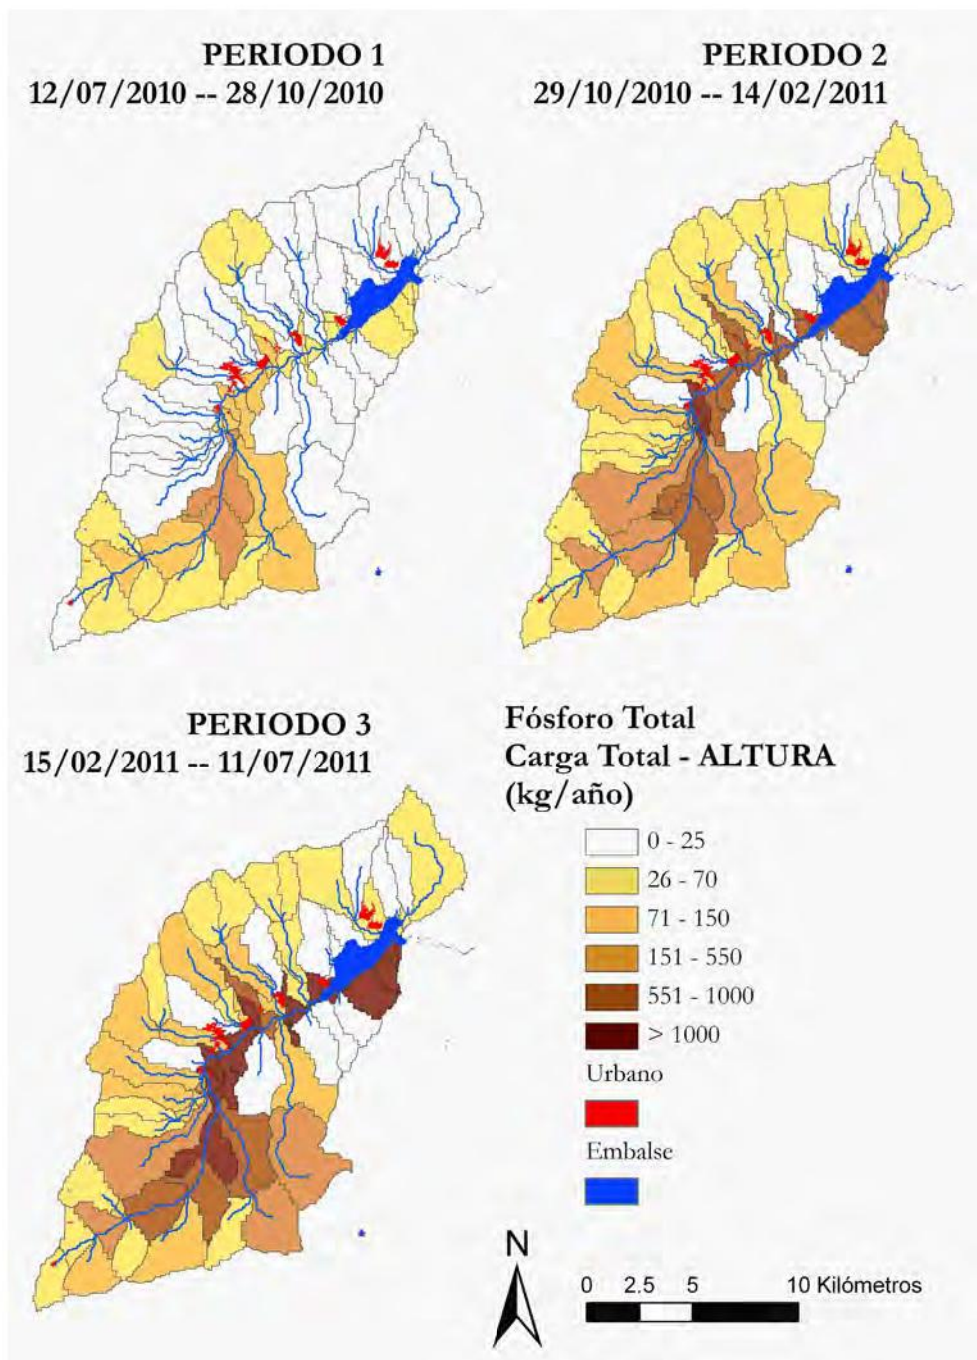 PERIODO 1
12/07/2010 -- 28/10/2010
PERIODO 2
29/10/2010 -- 14/02/2011
PERIODO 3
15/02/2011 -- 11/07/2011
Fósforo Total
Carga Total - ALTURA
(kg/año)
0 - 25
26 - 70
71 - 150
151 - 550
551 - 1000
> 1000
Urbano
Embalse
N
0 2.5 5 10 Kilómetros